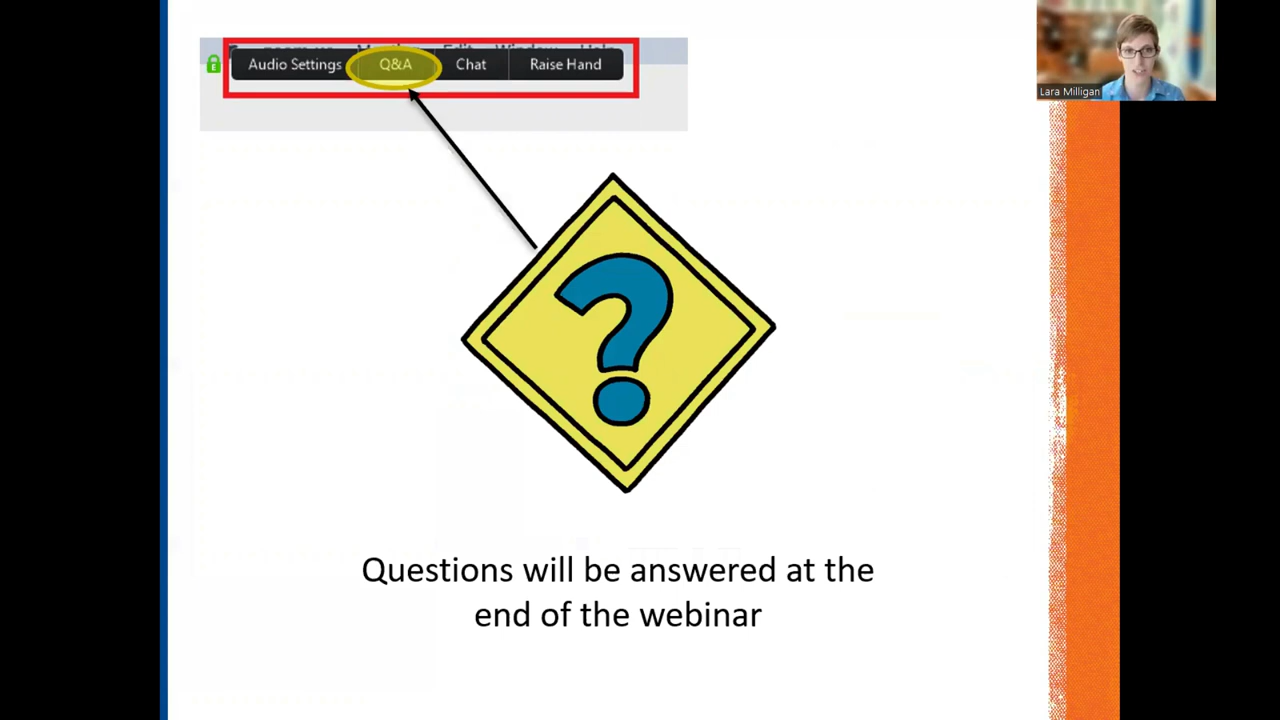 Audio Settings Q&A Chat Raise Hand
E
Lara Milligan
?
Questions will be answered at the
end of the webinar